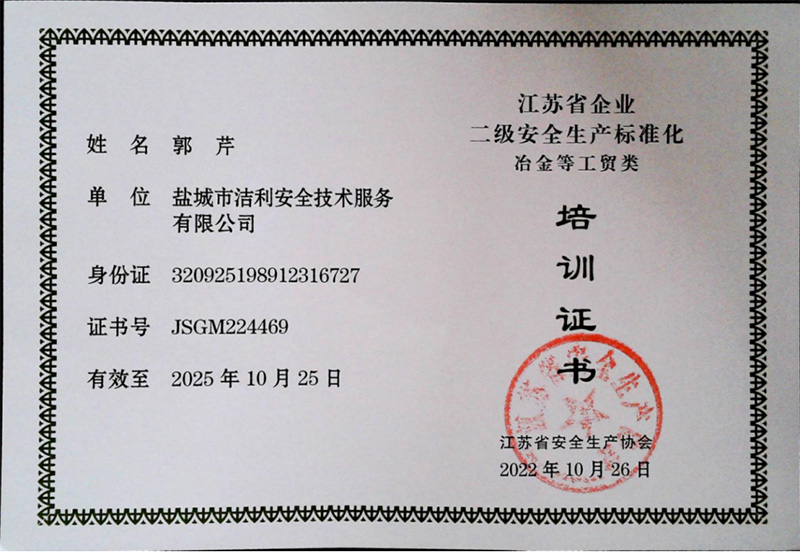 姓 名 郭 芹
单 位 盐城市洁利安全技术服务
有限公司
身份证 320925198912316727
证书号 JSGM224469
有效至 2025 年 10 月 25 日
江苏省企业
二级安全生产标准化
冶金等工贸类
培
训
证
书
江苏省安全生产协会
2022 年 10 月 26 日